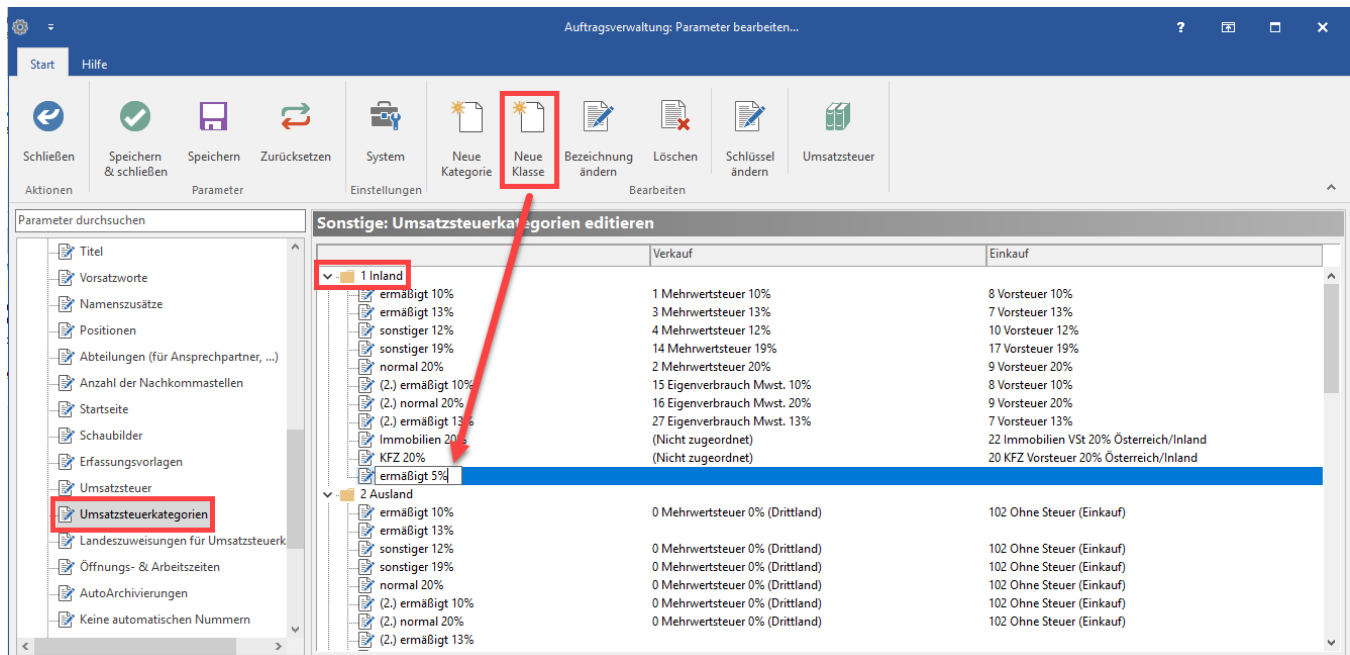 Auftragsverwaltung: Parameter bearbeiten...
?
Start Hilfe
Schließen
Speichern
& schließen
Speichern
Zurücksetzen
System
Neue
Kategorie
Neue
Klasse
Bezeichnung
ändern
Löschen
Schlüssel
ändern
Umsatzsteuer
Aktionen Parameter Einstellungen Bearbeiten
Parameter durchsuchen
Titel
Vorsatzworte
Namenszusätze
Positionen
Abteilungen (für Ansprechpartner, ...)
Anzahl der Nachkommastellen
Startseite
Schaubilder
Erfassungsvorlagen
Umsatzsteuer
Umsatzsteuerkategorien
Landeszuweisungen für Umsatzsteuerk
Öffnungs- & Arbeitszeiten
AutoArchivierungen
Keine automatischen Nummern
Sonstige: Umsatzsteuerkategorien editieren
Verkauf Einkauf
1 Inland
ermäßigt 10% 1 Mehrwertsteuer 10% 8 Vorsteuer 10%
ermäßigt 13% 3 Mehrwertsteuer 13% 7 Vorsteuer 13%
sonstiger 12% 4 Mehrwertsteuer 12% 10 Vorsteuer 12%
sonstiger 19% 14 Mehrwertsteuer 19% 17 Vorsteuer 19%
normal 20% 2 Mehrwertsteuer 20% 9 Vorsteuer 20%
(2.) ermäßigt 10% 15 Eigenverbrauch Mwst. 10% 8 Vorsteuer 10%
(2.) normal 20% 16 Eigenverbrauch Mwst. 20% 9 Vorsteuer 20%
(2.) ermäßigt 13% 27 Eigenverbrauch Mwst. 13% 7 Vorsteuer 13%
Immobilien 20% (Nicht zugeordnet) 22 Immobilien VSt 20% Österreich/Inland
KFZ 20% (Nicht zugeordnet) 20 KFZ Vorsteuer 20% Österreich/Inland
ermäßigt 5%
2 Ausland
ermäßigt 10% 0 Mehrwertsteuer 0% (Drittland) 102 Ohne Steuer (Einkauf)
ermäßigt 13%
sonstiger 12% 0 Mehrwertsteuer 0% (Drittland) 102 Ohne Steuer (Einkauf)
sonstiger 19% 0 Mehrwertsteuer 0% (Drittland) 102 Ohne Steuer (Einkauf)
normal 20% 0 Mehrwertsteuer 0% (Drittland) 102 Ohne Steuer (Einkauf)
(2.) ermäßigt 10% 0 Mehrwertsteuer 0% (Drittland) 102 Ohne Steuer (Einkauf)
(2.) normal 20% 0 Mehrwertsteuer 0% (Drittland) 102 Ohne Steuer (Einkauf)
(2.) ermäßigt 13%